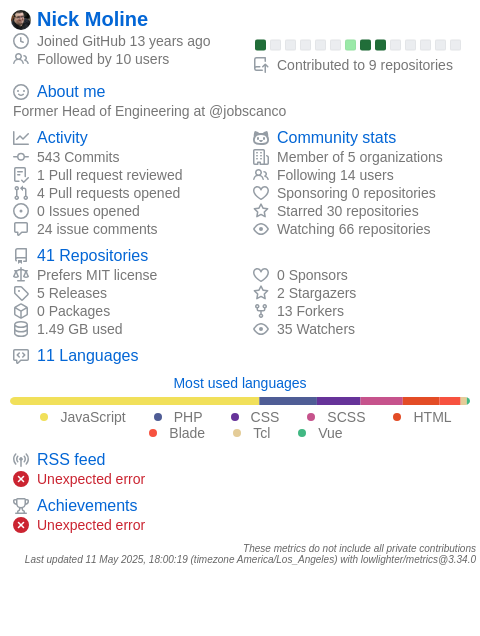 Nick Moline
Joined GitHub 13 years ago
Followed by 10 users
Contributed to 9 repositories
About me
Former Head of Engineering at @jobscanco
Activity
543 Commits
1 Pull request reviewed
4 Pull requests opened
0 Issues opened
24 issue comments
Community stats
Member of 5 organizations
Following 14 users
Sponsoring 0 repositories
Starred 30 repositories
Watching 66 repositories
41 Repositories
Prefers MIT license
5 Releases
0 Packages
1.49 GB used
0 Sponsors
2 Stargazers
13 Forkers
35 Watchers
11 Languages
Most used languages
JavaScript PHP CSS SCSS HTML
Blade Tcl Vue
RSS feed
Unexpected error
Achievements
Unexpected error
These metrics do not include all private contributions
Last updated 11 May 2025, 18:00:19 (timezone America/Los_Angeles) with lowlighter/metrics@3.34.0